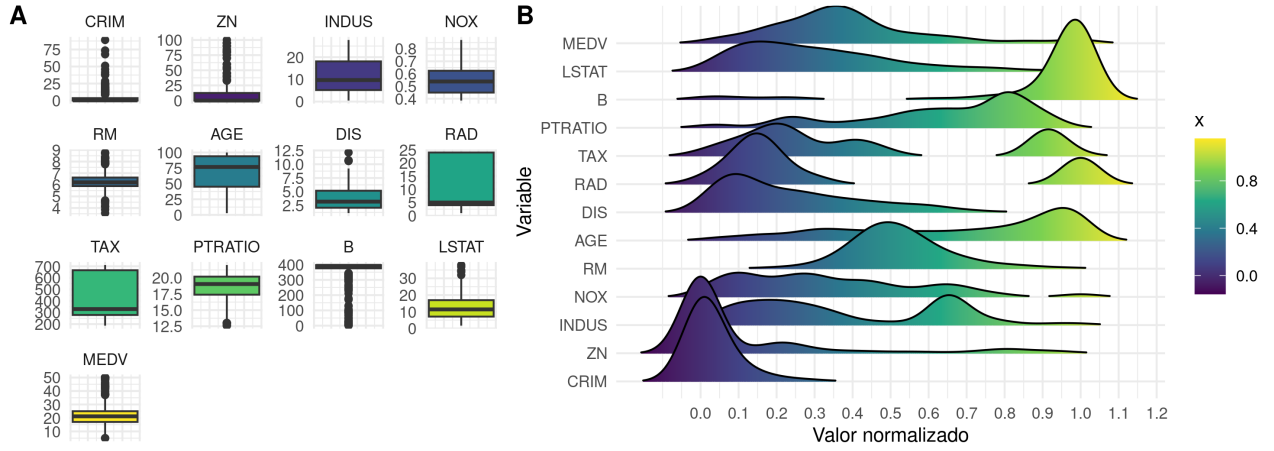 A
CRIM ZN INDUS NOX
75
50
25
0
100
75
50
25
0
20
10
0
0.8
0.7
0.6
0.5
0.4
RM AGE DIS RAD
9
8
7
6
5
4
100
75
50
25
0
12.5
10.0
7.5
5.0
2.5
25
20
15
10
5
0
TAX PTRATIO B LSTAT
700
600
500
400
300
200
20.0
17.5
15.0
12.5
400
300
200
100
0
30
20
10
0
MEDV
50
40
30
20
10
B
Variable
MEDV
LSTAT
B
PTRATIO
TAX
RAD
DIS
AGE
RM
NOX
INDUS
ZN
CRIM
0.0 0.1 0.2 0.3 0.4 0.5 0.6 0.7 0.8 0.9 1.0 1.1 1.2
Valor normalizado
x
0.8
0.4
0.0